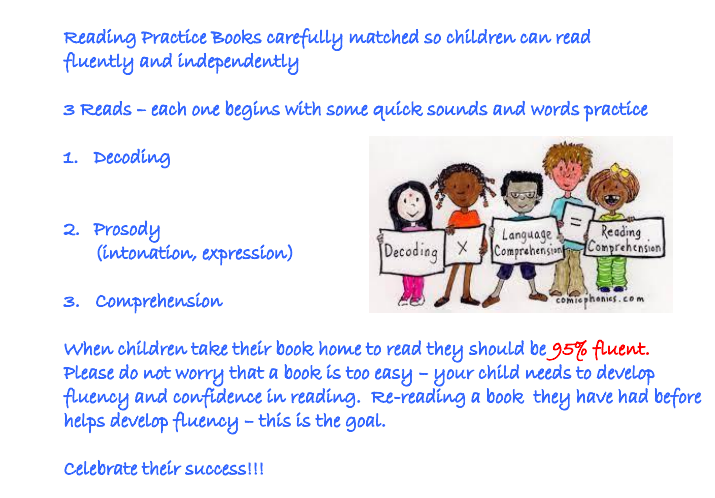 Reading Practice Books carefully matched so children can read
fluently and independently
3 Reads – each one begins with some quick sounds and words practice
1. Decoding
2. Prosody
(intonation, expression)
3. Comprehension
Decoding
X
Language
Comprehension
=
Reading
Comprehension
comicphonics.com
When children take their book home to read they should be 95% fluent.
Please do not worry that a book is too easy – your child needs to develop
fluency and confidence in reading. Re-reading a book they have had before
helps develop fluency – this is the goal.
Celebrate their success!!!